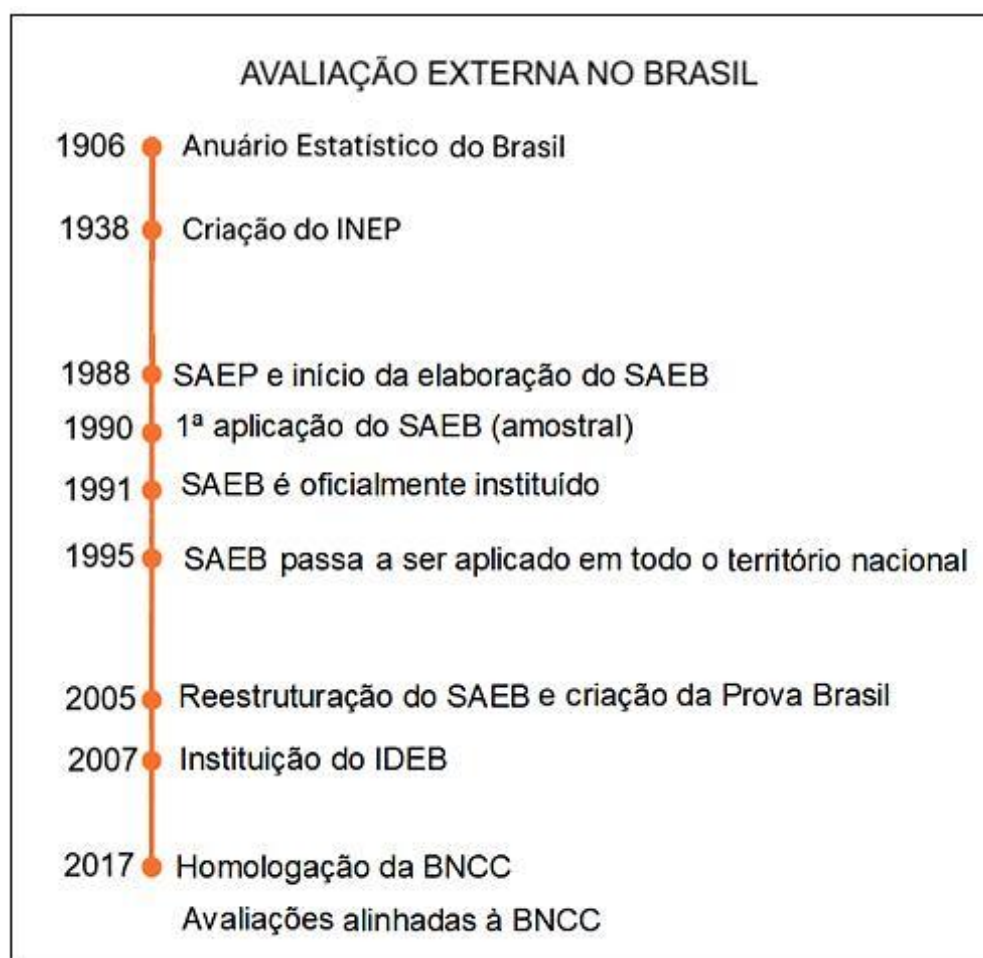 AVALIAÇÃO EXTERNA NO BRASIL
1906 Anuário Estatístico do Brasil
1938 Criação do INEP
1988 SAEP e início da elaboração do SAEB
1990 1ª aplicação do SAEB (amostral)
1991 SAEB é oficialmente instituído
1995 SAEB passa a ser aplicado em todo o território nacional
2005 Reestruturação do SAEB e criação da Prova Brasil
2007 Instituição do IDEB
2017 Homologação da BNCC
Avaliações alinhadas à BNCC